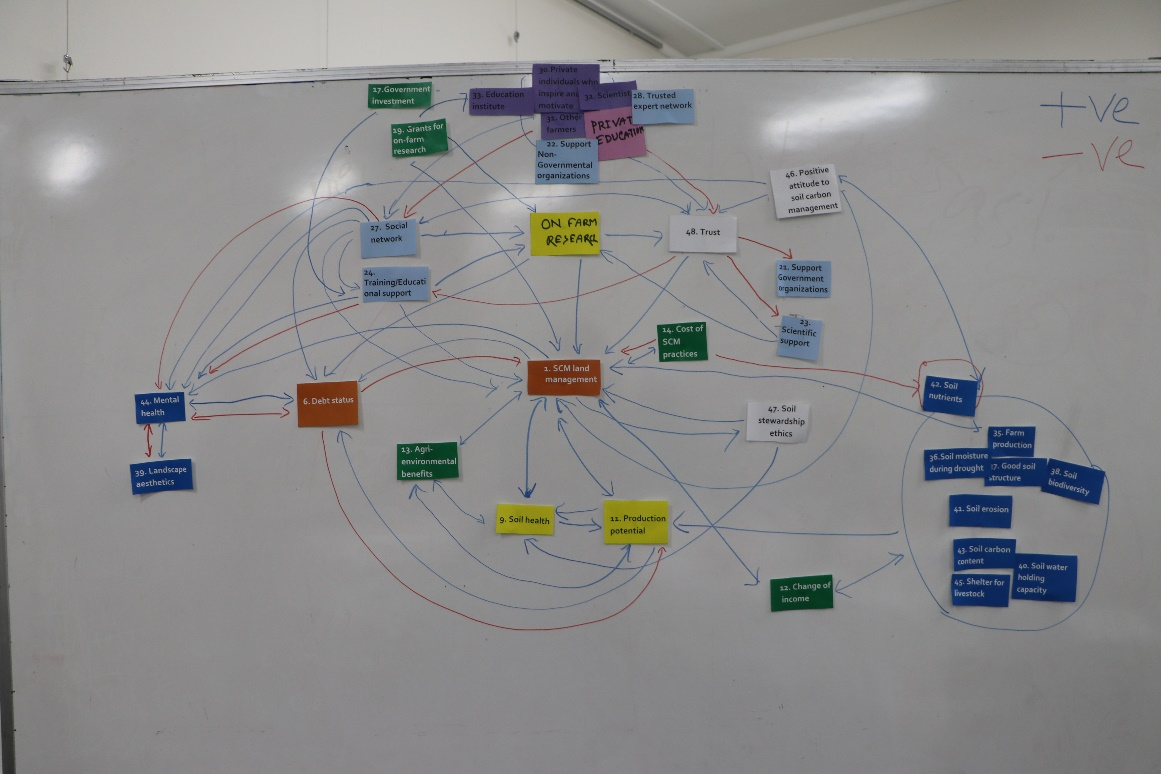 +ve
- ve
17.Government
investment
19. Grants for
on-farm
research
33. Education
institute
30.Private
individuals who
inspire and
motivate
32. Scientist
31. Other
farmers
28. Trusted
expert network
PRIVATE
EDUCATION
22. Support
Non-
Governmental
organizations
46. Positive
attitude to
soil carbon
management
27. Social
network
ON FARM
RESEARCH
48. Trust
24.
Training/Educati
onal support
21. Support
Government
organizations
23.
Scientific
support
14. Cost of
SCM
practices
1. SCM land
management
44. Mental
health
6. Debt status
42. Soil
nutrients
47. Soil
stewardship
ethics
39. Landscape
aesthetics
13. Agri-
environmental
benefits
35. Farm
production
36.Soil moisture
during drought
37. Good soil
structure
38. Soil
biodiversity
9. Soil health
11. Production
potential
41. Soil erosion
43. Soil carbon
content
40. Soil water
holding
capacity
45. Shelter for
livestock
12. Change of
income